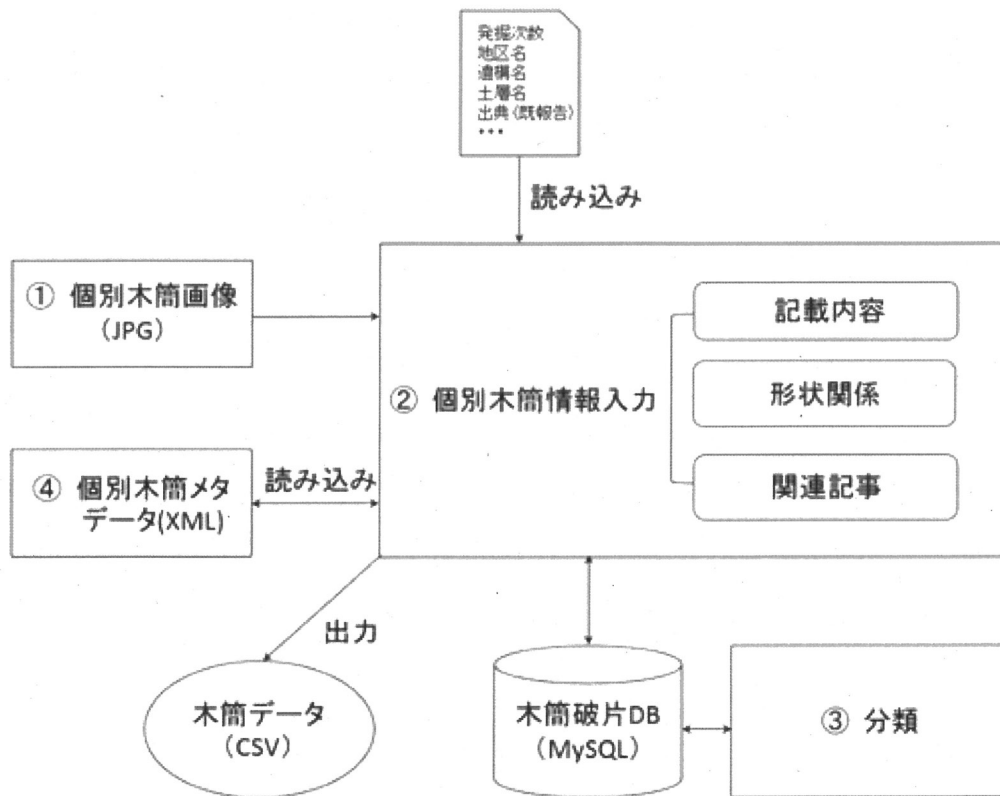 発掘次数
地区名
遺構名
土層名
出典(既報告)
•••
読み込み
① 個別木簡画像
(JPG)
② 個別木簡情報入力
記載内容
形状関係
関連記事
④ 個別木簡メタ
データ(XML)
読み込み
出力
木簡データ
(CSV)
木簡破片DB
(MySQL)
③ 分類